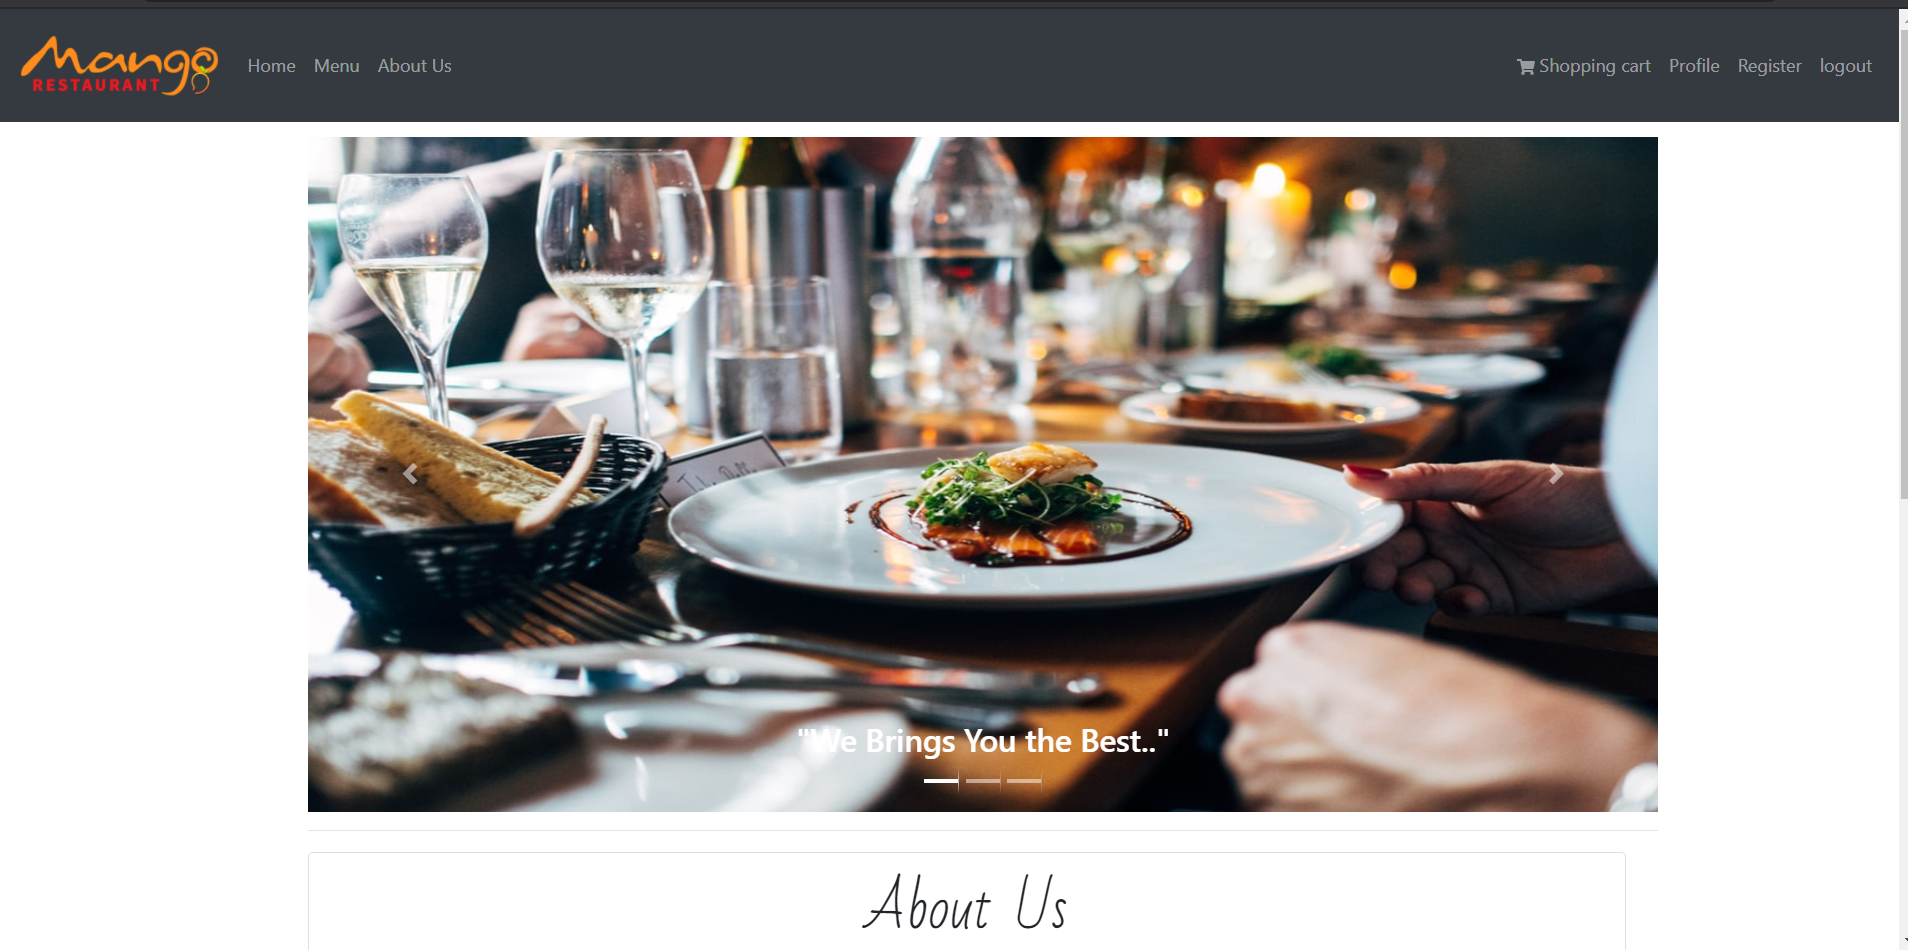 Mango
RESTAURANT
Home Menu About Us
Shopping cart Profile Register logout
"We Brings You the Best.."
About Us